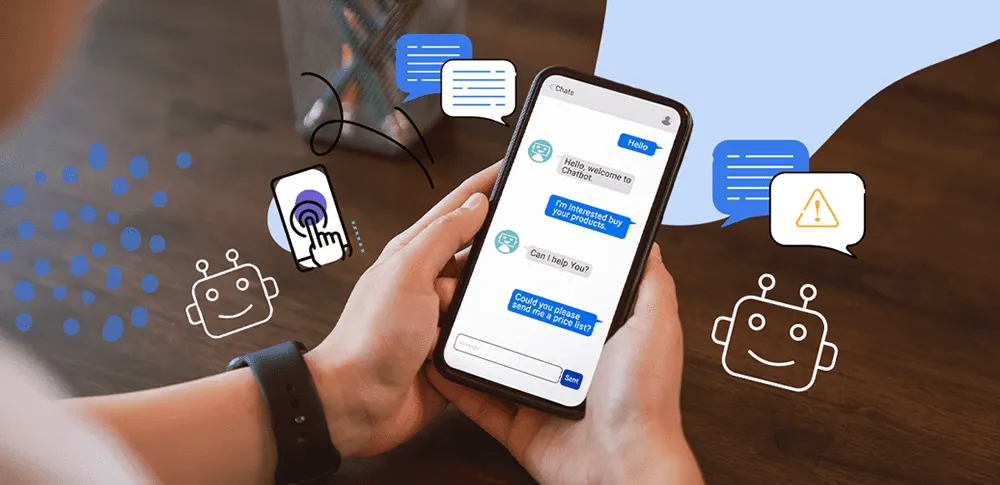 Chats
Hello
Hello, welcome to
Chatbot.
I'm interested buy
your products.
Can I help You?
Could you please
send me a price list?
Sent